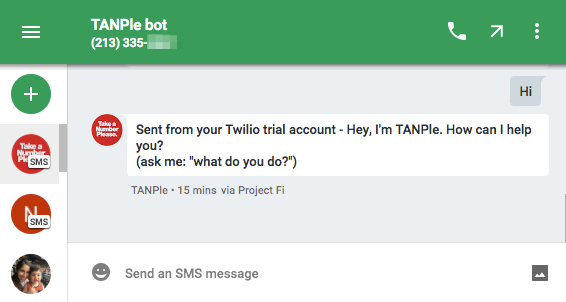 TANPle bot
(213) 335-
Hi
Take a
Number
Please.
Sent from your Twilio trial account - Hey, I'm TANPle. How can I help
you?
(ask me: "what do you do?")
TANPle • 15 mins via Project Fi
Take a
Number
Please.
SMS
N
SMS
Send an SMS message